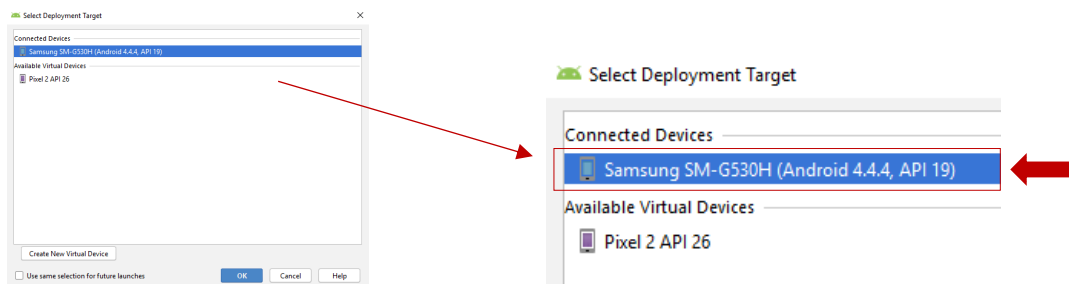 Select Deployment Target
Connected Devices
Samsung SM-G530H (Android 4.4.4, API 19)
Available Virtual Devices
Pixel 2 API 26
Create New Virtual Device
Use same selection for future launches
OK
Cancel
Help
Select Deployment Target
Connected Devices
Samsung SM-G530H (Android 4.4.4, API 19)
Available Virtual Devices
Pixel 2 API 26